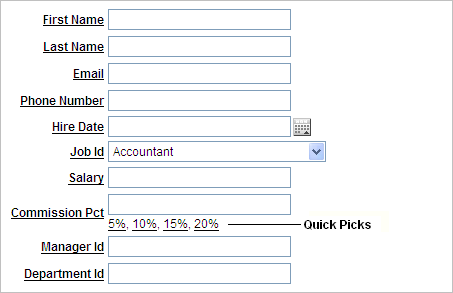 First Name
Last Name
Email
Phone Number
Hire Date
Job Id Accountant
Salary
Commission Pct
5%, 10%, 15%, 20% Quick Picks
Manager Id
Department Id